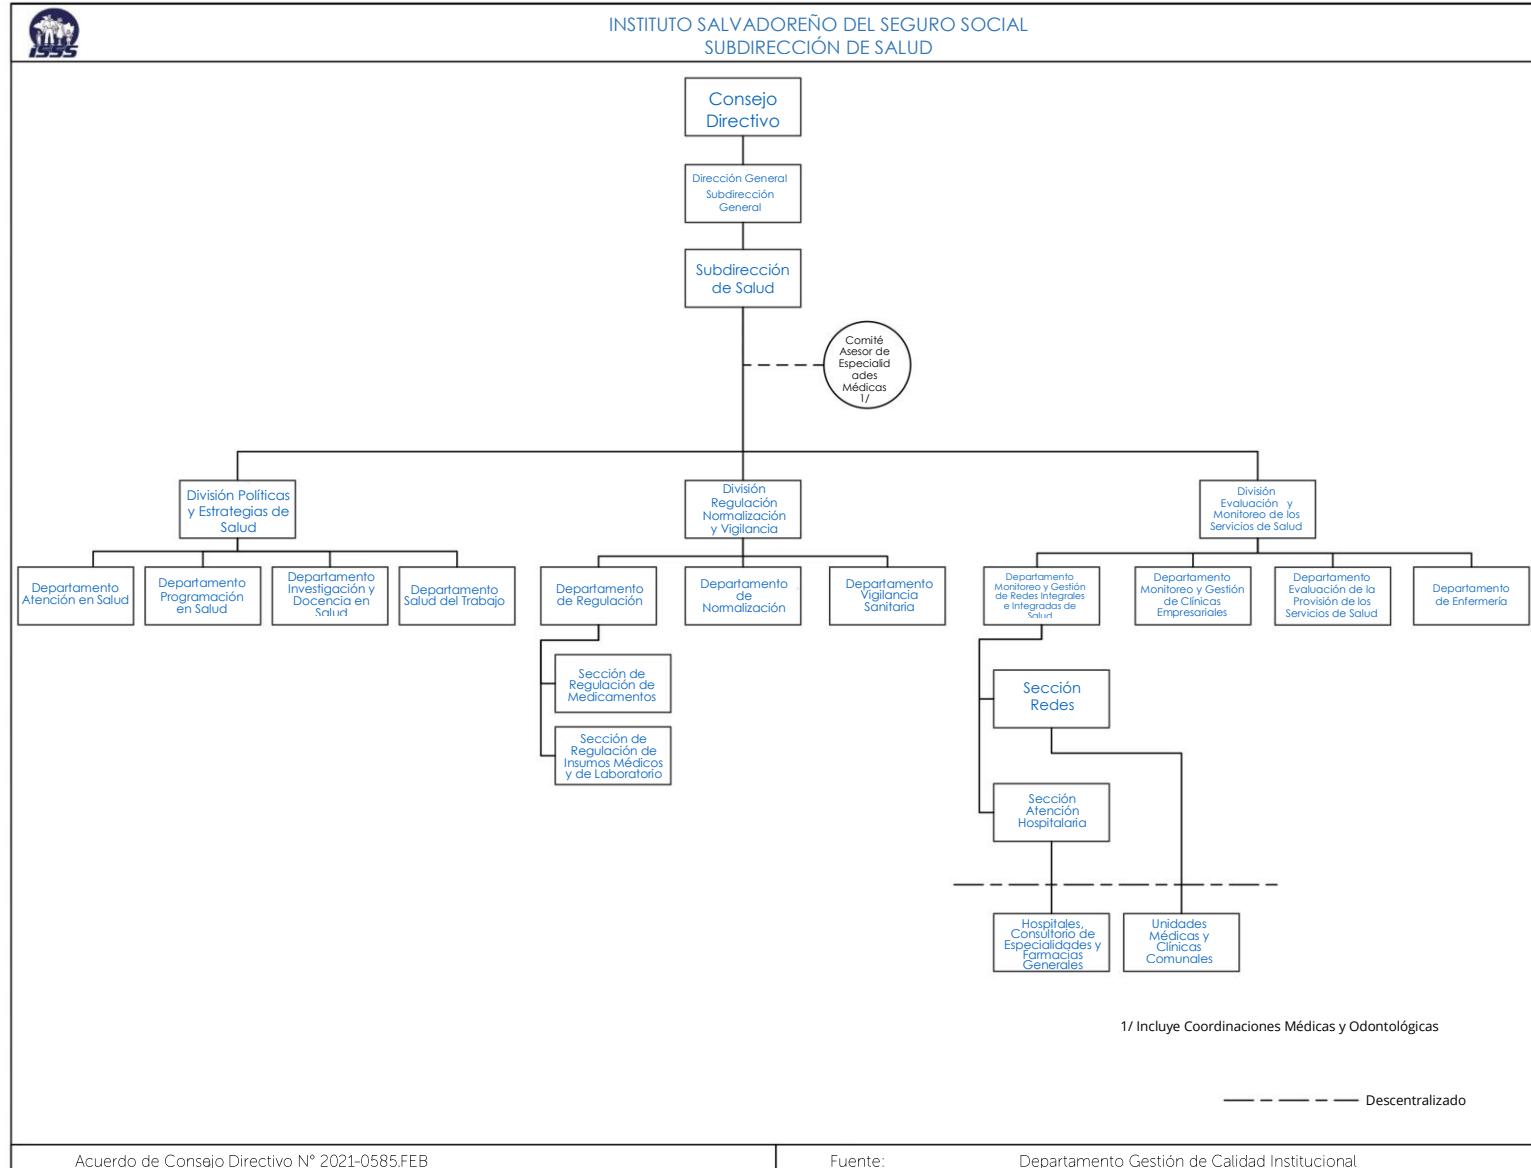 ISSS
INSTITUTO SALVADOREÑO DEL SEGURO SOCIAL
SUBDIRECCIÓN DE SALUD
Consejo
Directivo
Dirección General
Subdirección
General
Subdirección
de Salud
Comité
Asesor de
Especialid
ades
Médicas
1/
División Políticas
y Estrategias de
Salud
División
Regulación
Normalización
y Vigilancia
División
Evaluación y
Monitoreo de los
Servicios de Salud
Departamento
Atención en Salud
Departamento
Programación
en Salud
Departamento
Investigación y
Docencia en
Salud
Departamento
Salud del Trabajo
Departamento
de Regulación
Departamento
de
Normalización
Departamento
Vigilancia
Sanitaria
Departamento
Monitoreo y Gestión
de Redes Integrales
e Integradas de
Salud
Departamento
Monitoreo y Gestión
de Clínicas
Empresariales
Departamento
Evaluación de la
Provisión de los
Servicios de Salud
Departamento
de Enfermería
Sección de
Regulación de
Medicamentos
Sección de
Regulación de
Insumos Médicos
y de Laboratorio
Sección
Redes
Sección
Atención
Hospitalaria
Hospitales,
Consultorio de
Especialidades y
Farmacias
Generales
Unidades
Médicas y
Clínicas
Comunales
1/ Incluye Coordinaciones Médicas y Odontológicas
Descentralizado
Acuerdo de Consejo Directivo N° 2021-0585.FEB
Fuente: Departamento Gestión de Calidad Institucional